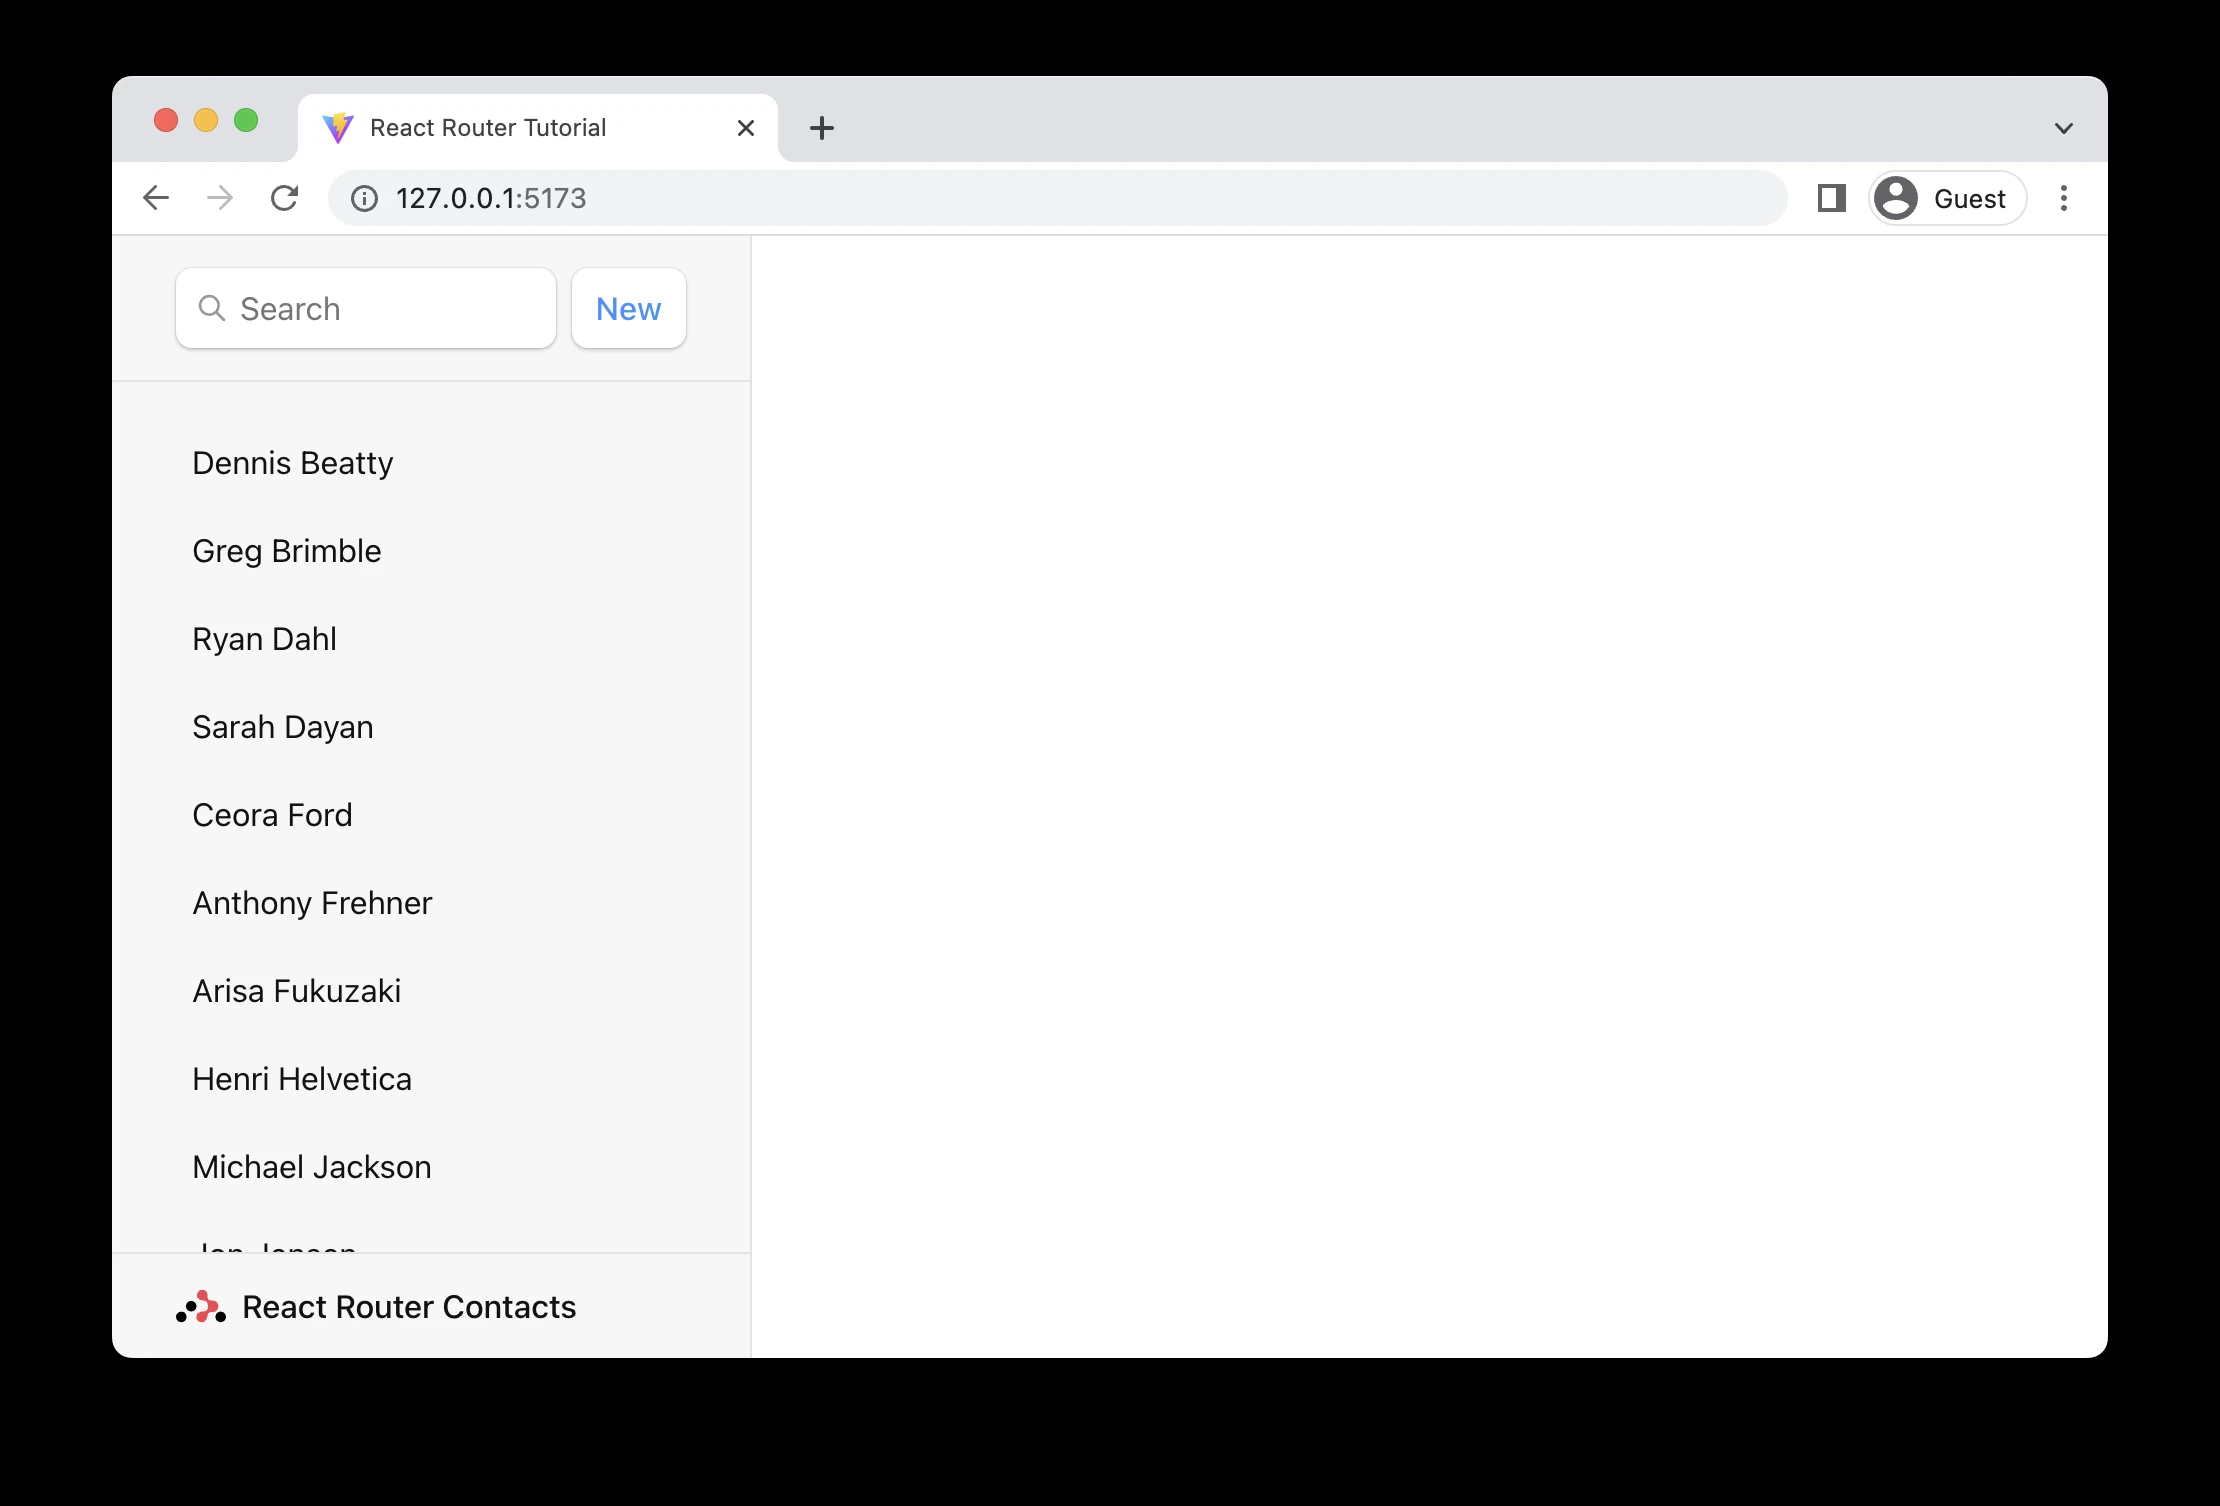 React Router Tutorial
127.0.0.1:5173
Guest
Search
New
Dennis Beatty
Greg Brimble
Ryan Dahl
Sarah Dayan
Ceora Ford
Anthony Frehner
Arisa Fukuzaki
Henri Helvetica
Michael Jackson
React Router Contacts